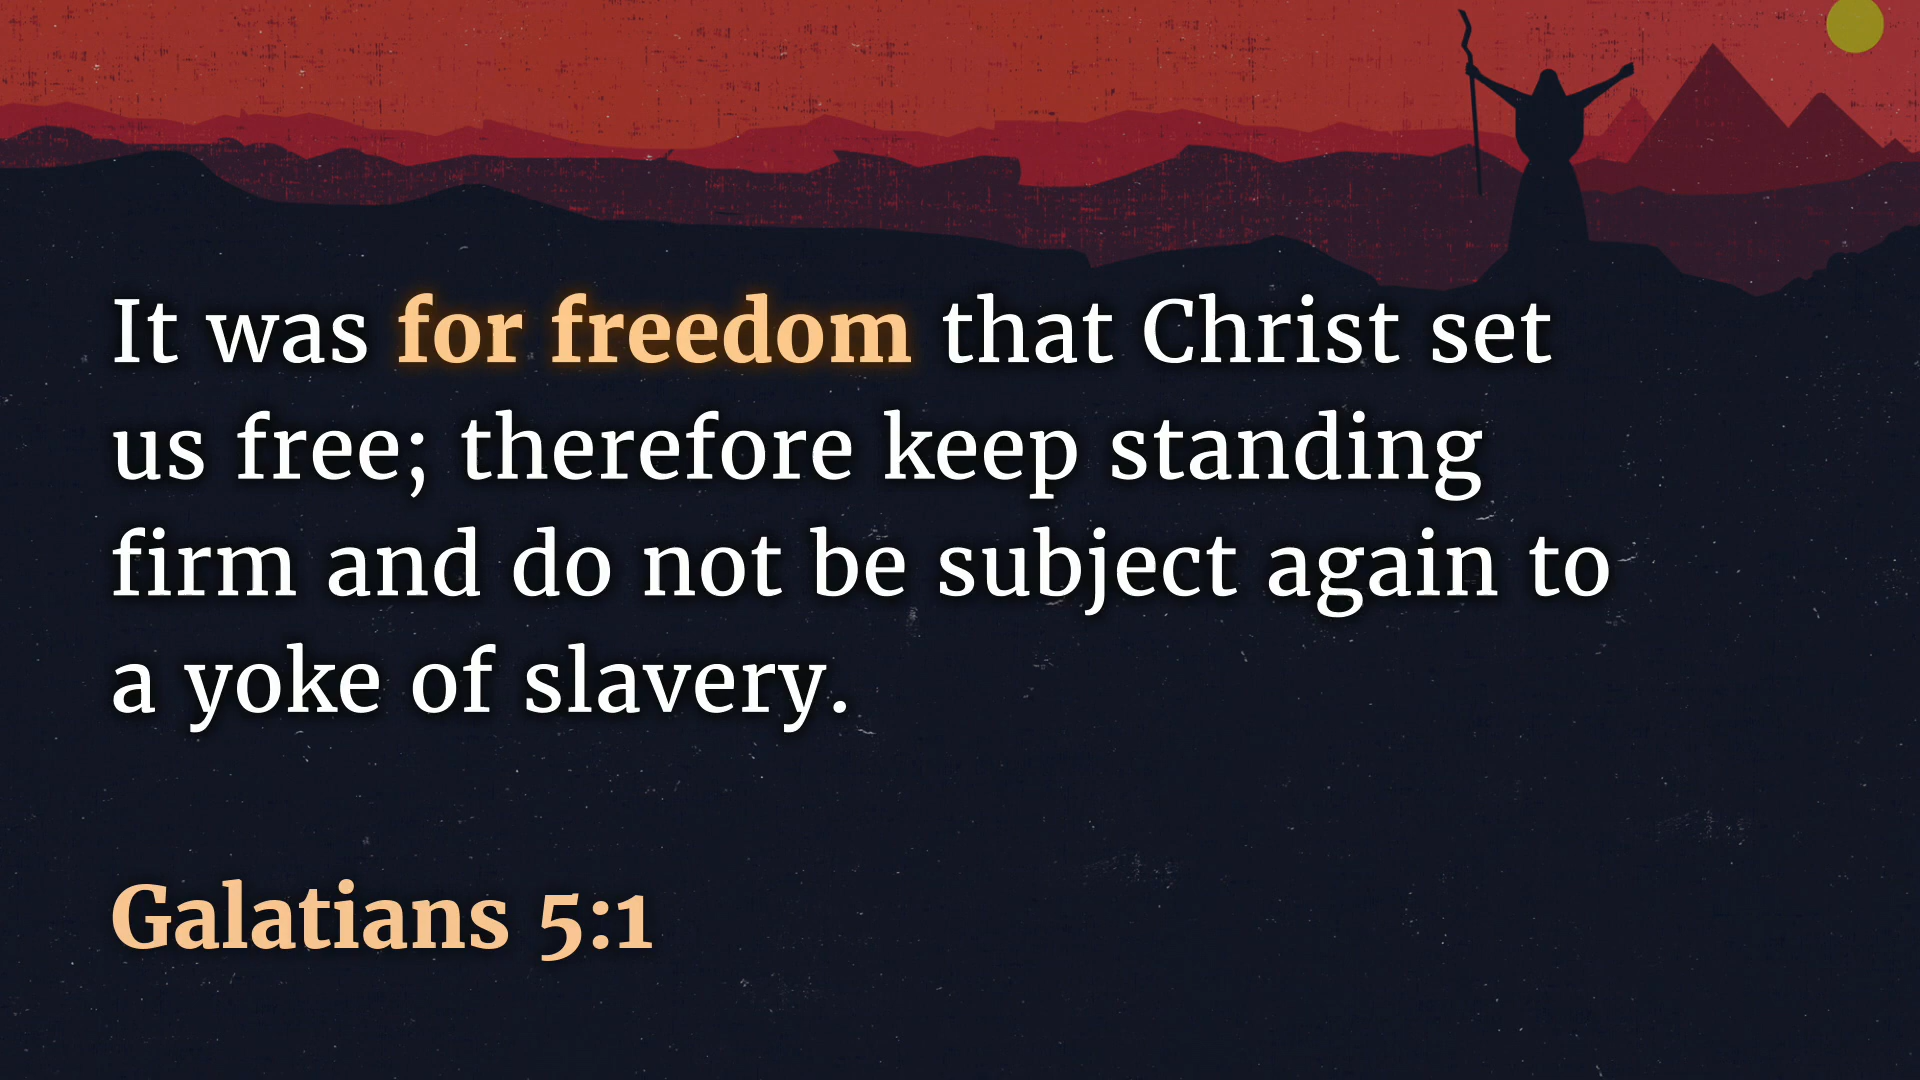 It was for freedom that Christ set
us free; therefore keep standing
firm and do not be subject again to
a yoke of slavery.
Galatians 5:1